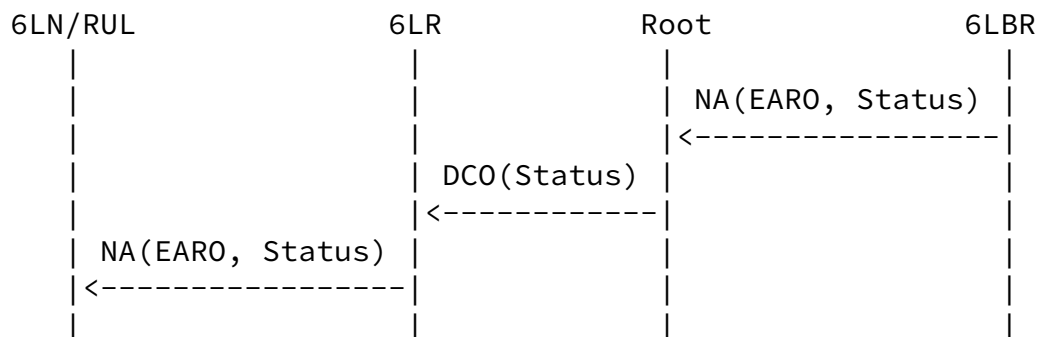 6LN/RUL 6LR Root 6LBR
NA(EARO, Status)
DCO(Status)
NA(EARO, Status)